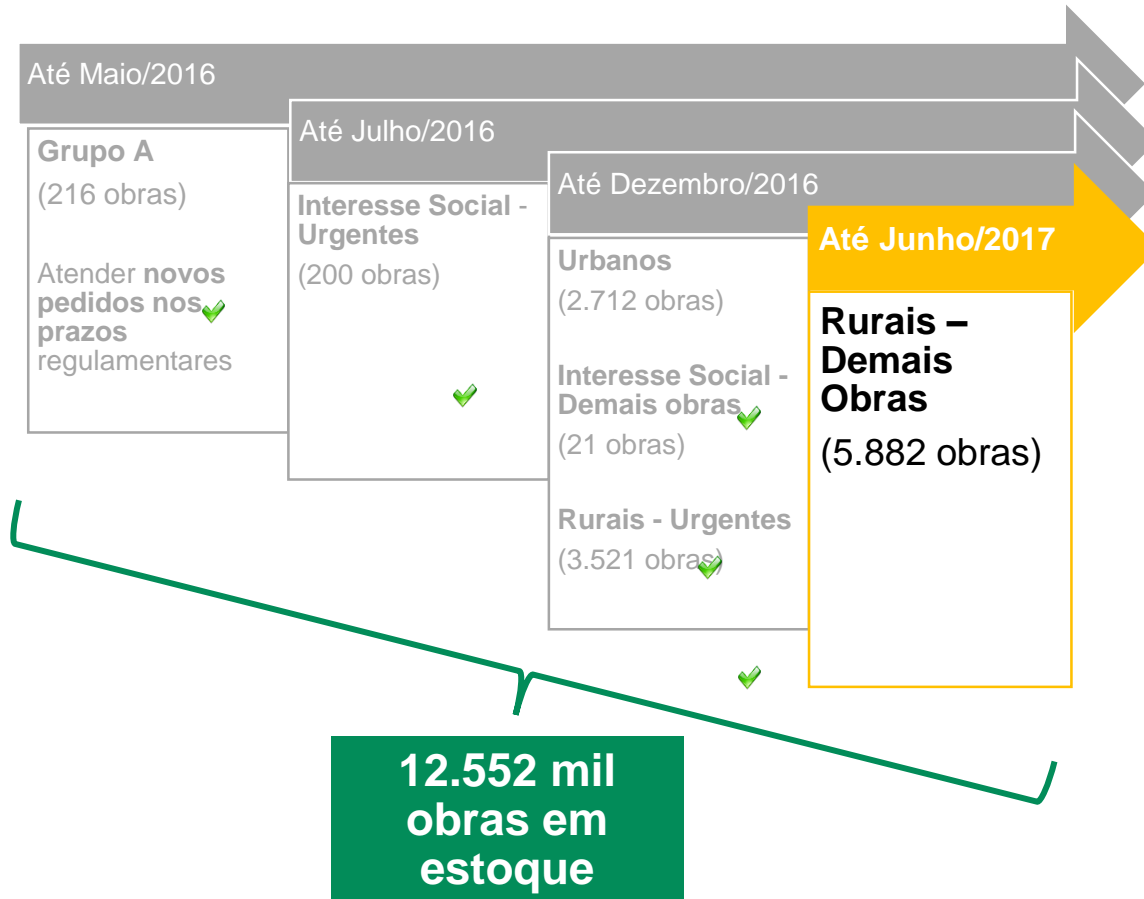 Até Maio/2016
Grupo A
(216 obras)
Atender novos
pedidos nos
prazos
regulamentares
Até Julho/2016
Interesse Social -
Urgentes
(200 obras)
Até Dezembro/2016
Urbanos
(2.712 obras)
Interesse Social -
Demais obras
(21 obras)
Rurais - Urgentes
(3.521 obras)
Até Junho/2017
Rurais –
Demais
Obras
(5.882 obras)
12.552 mil
obras em
estoque